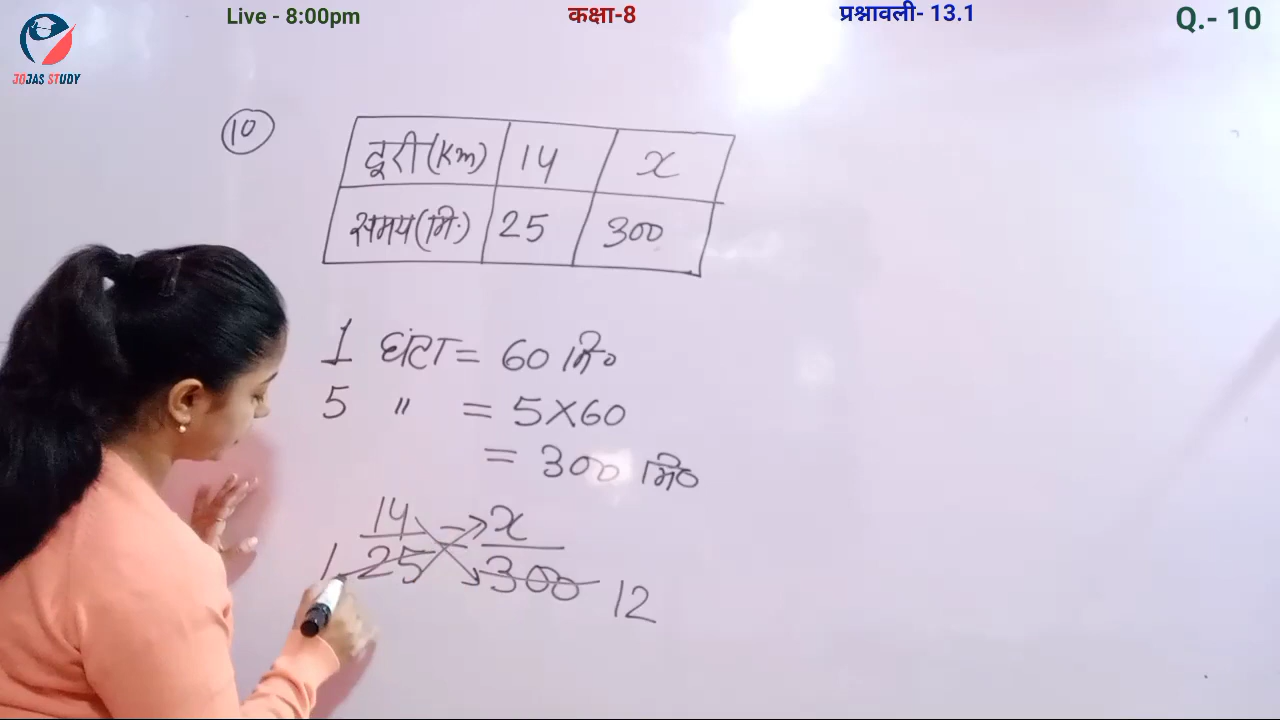 Live - 8:00pm
कक्षा-8
प्रश्नावली- 13.1
Q.- 10
JOJAS STUDY
10
दूरी(Km) 14 x
समय(मि.) 25 300
1 घंटा = 60 मि०
5 " = 5×60
= 300 मि०
14 = x
1 25 300 12